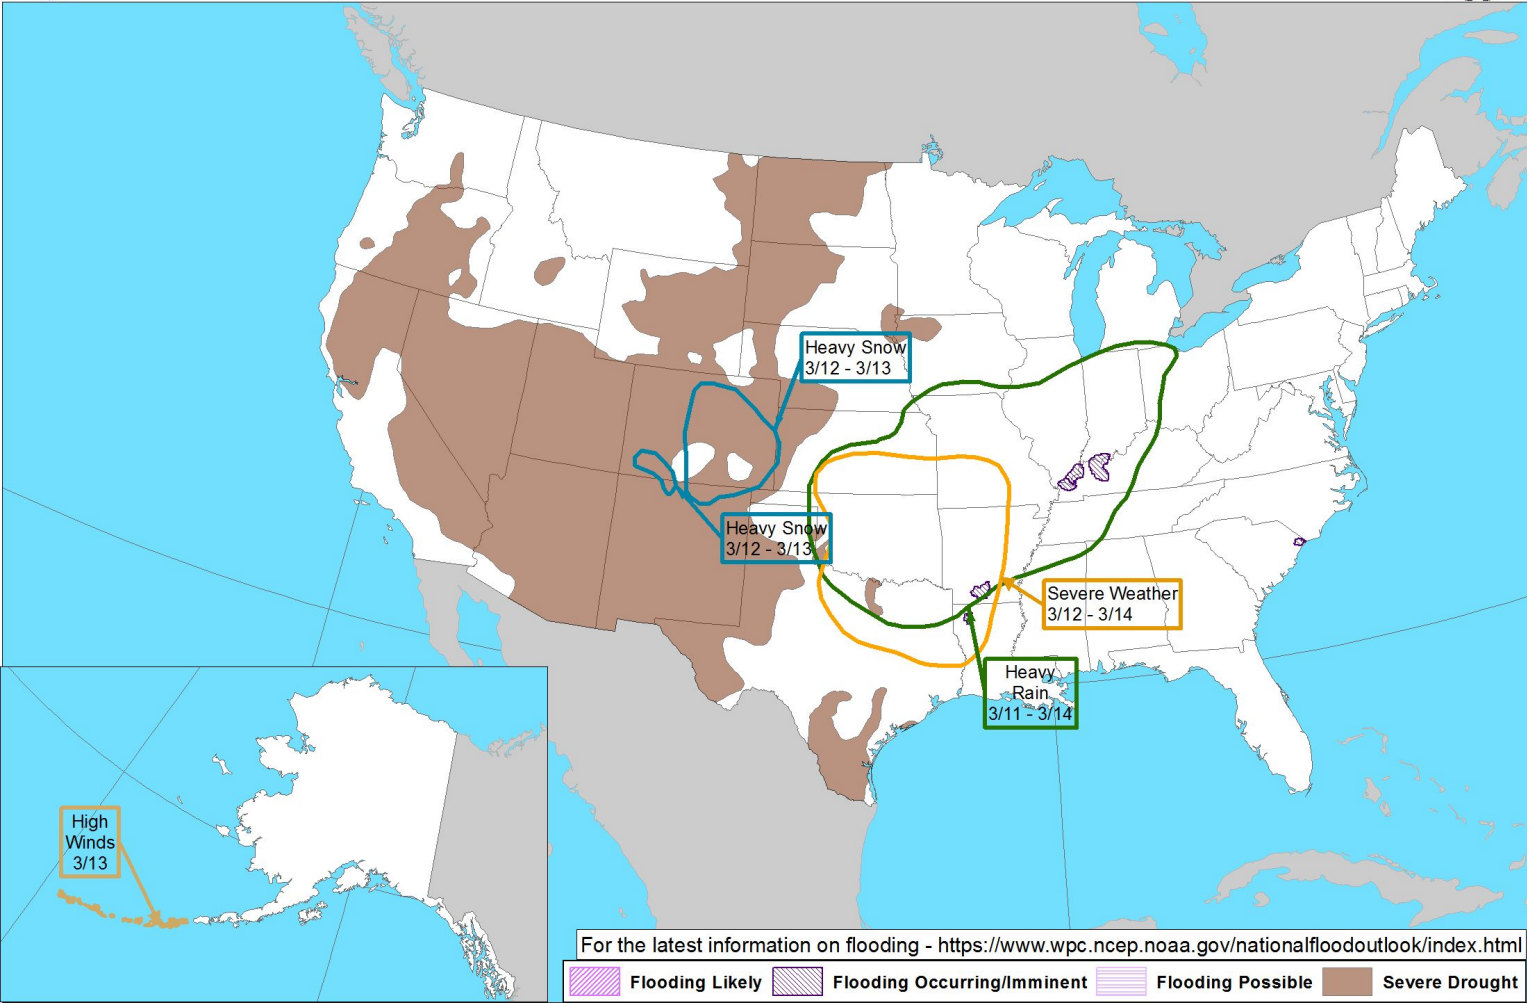 Heavy Snow
3/12 - 3/13
Heavy Snow
3/12 - 3/13
Severe Weather
3/12 - 3/14
Heavy
Rain
3/11 - 3/14
High
Winds
3/13
For the latest information on flooding - https://www.wpc.ncep.noaa.gov/nationalfloodoutlook/index.html
Flooding Likely Flooding Occurring/Imminent Flooding Possible Severe Drought